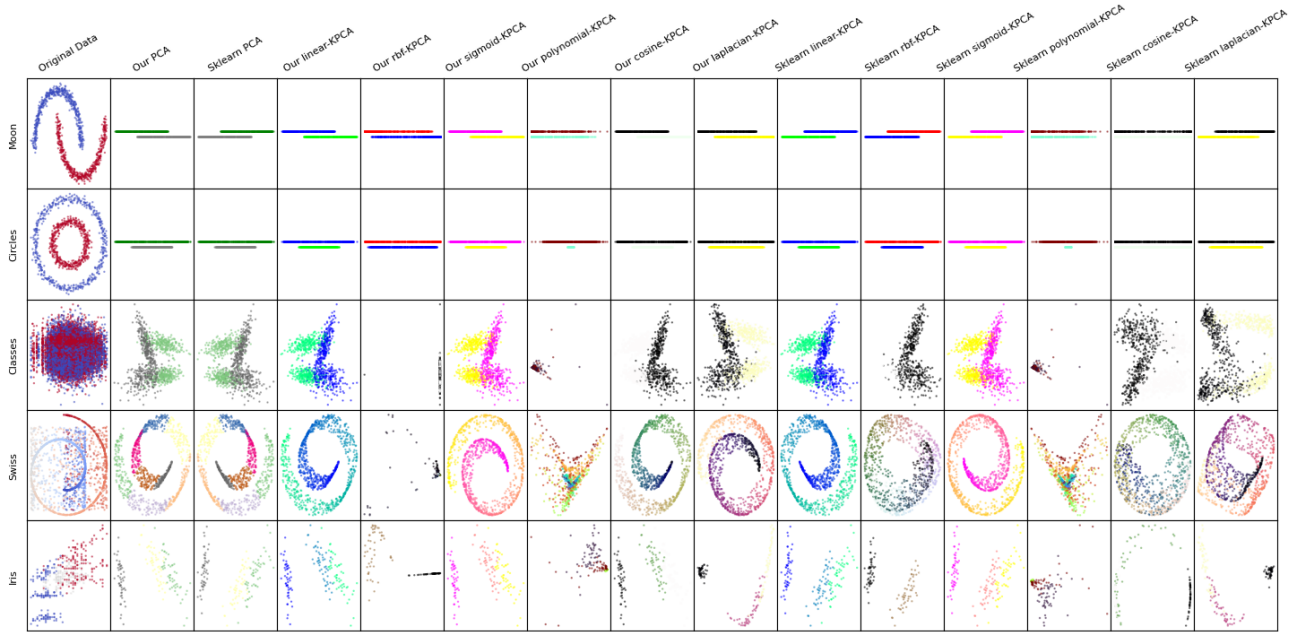 Original Data
Our PCA
Sklearn PCA
Our linear-KPCA
Our rbf-KPCA
Our sigmoid-KPCA
Our polynomial-KPCA
Our cosine-KPCA
Our laplacian-KPCA
Sklearn linear-KPCA
Sklearn rbf-KPCA
Sklearn sigmoid-KPCA
Sklearn polynomial-KPCA
Sklearn cosine-KPCA
Sklearn laplacian-KPCA
Moon
Circles
Classes
Swiss
Iris